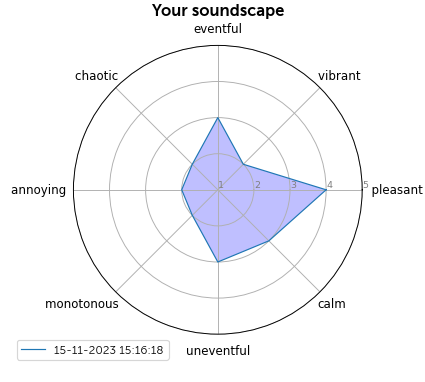 Your soundscape
eventful
chaotic
vibrant
annoying
1 2 3 4 5
pleasant
monotonous
calm
uneventful
15-11-2023 15:16:18